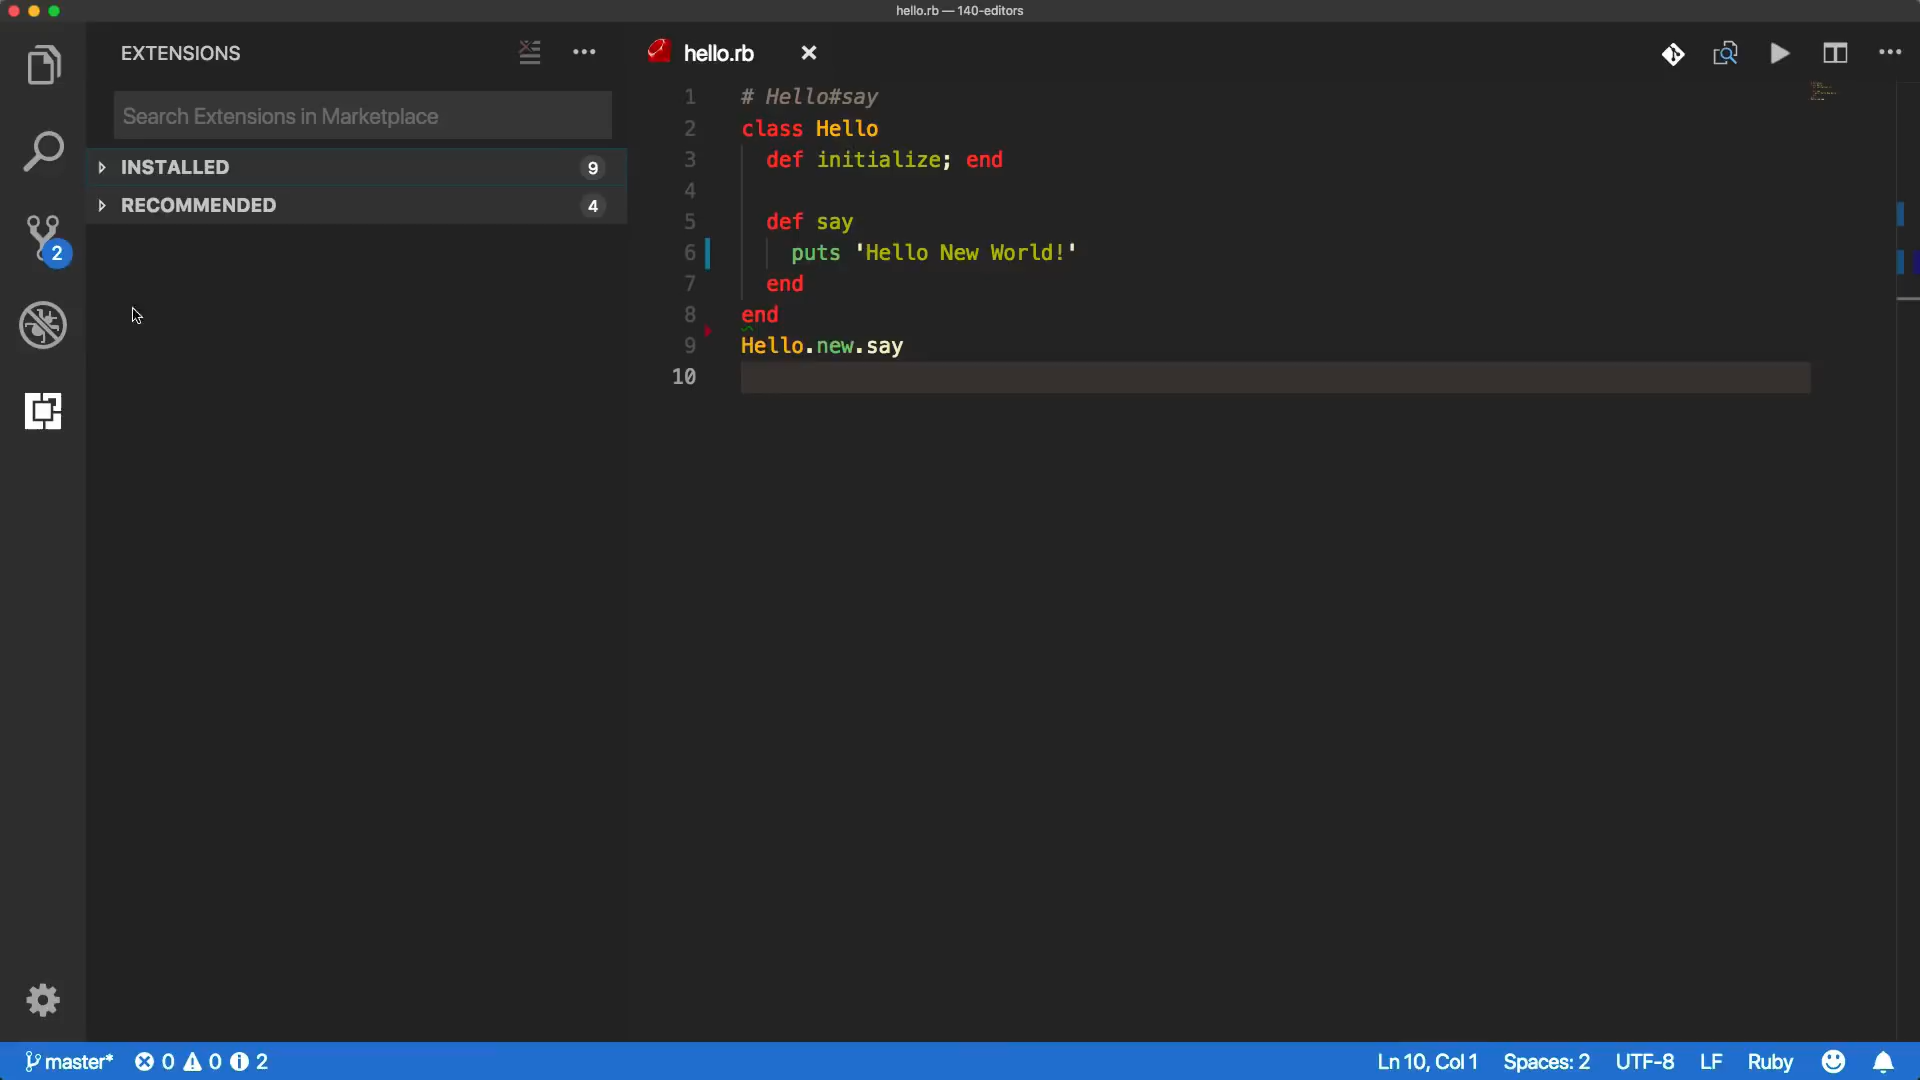 hello.rb — 140-editors
EXTENSIONS
Search Extensions in Marketplace
INSTALLED 9
RECOMMENDED 4
2
hello.rb
1 # Hello#say
2 class Hello
3 def initialize; end
4
5 def say
6 puts 'Hello New World!'
7 end
8 end
9 Hello.new.say
10
master* 0 0 2
Ln 10, Col 1 Spaces: 2 UTF-8 LF Ruby